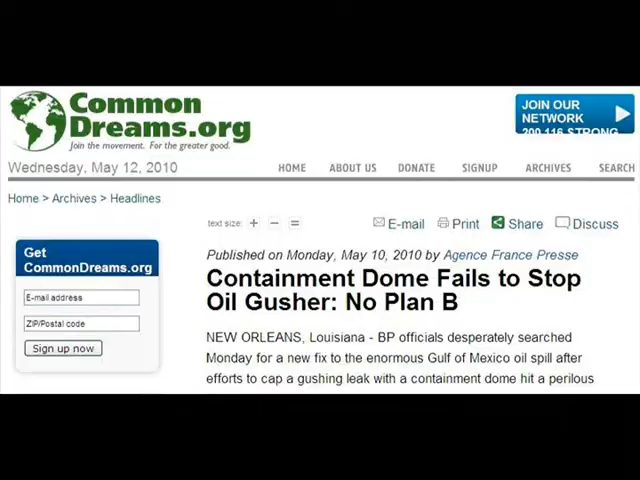 Common
Dreams.org
Join the movement. For the greater good.
JOIN OUR
NETWORK
200,116 STRONG
Wednesday, May 12, 2010
HOME ABOUT US DONATE SIGNUP ARCHIVES SEARCH
Home > Archives > Headlines
text size: + − =
E-mail Print Share Discuss
Get
CommonDreams.org
E-mail address
ZIP/Postal code
Sign up now
Published on Monday, May 10, 2010 by Agence France Presse
Containment Dome Fails to Stop
Oil Gusher: No Plan B
NEW ORLEANS, Louisiana - BP officials desperately searched
Monday for a new fix to the enormous Gulf of Mexico oil spill after
efforts to cap a gushing leak with a containment dome hit a perilous